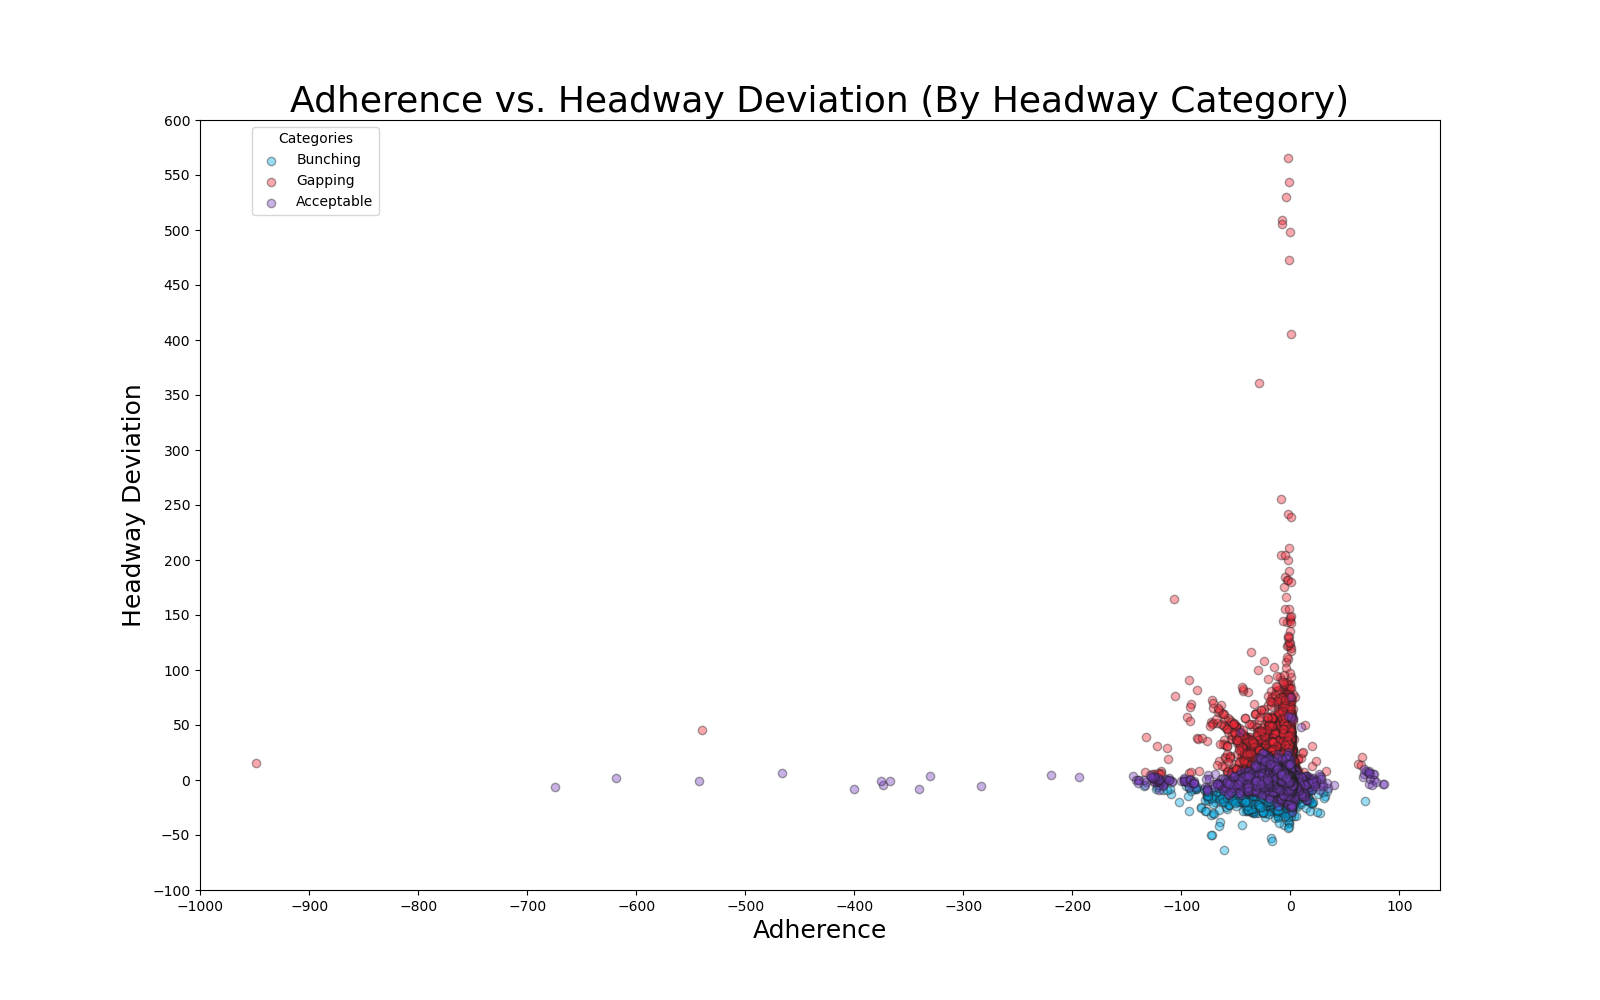 Adherence vs. Headway Deviation (By Headway Category)
Categories
Bunching
Gapping
Acceptable
600
550
500
450
400
350
300
250
200
150
100
50
0
−50
−100
Headway Deviation
−1000 −900 −800 −700 −600 −500 −400 −300 −200 −100 0 100
Adherence